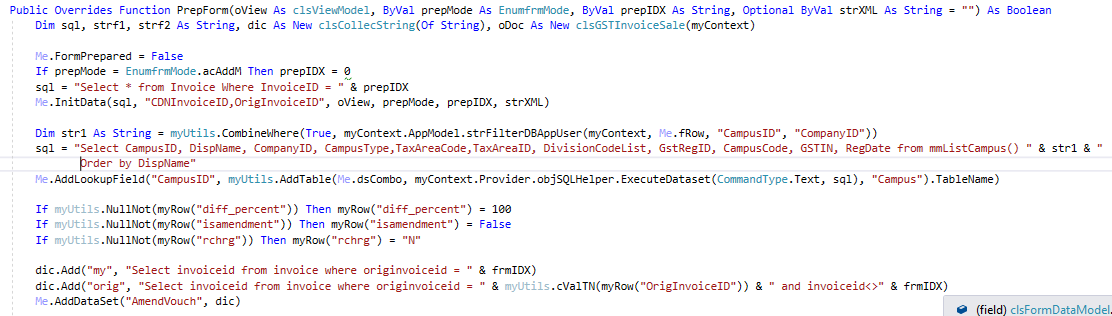 Public Overrides Function PrepForm(oView As clsViewModel, ByVal prepMode As EnumfrmMode, ByVal prepIDX As String, Optional ByVal strXML As String = "") As Boolean
Dim sql, strf1, strf2 As String, dic As New clsCollecString(Of String), oDoc As New clsGSTInvoiceSale(myContext)
Me.FormPrepared = False
If prepMode = EnumfrmMode.acAddM Then prepIDX = 0
sql = "Select * from Invoice Where InvoiceID = " & prepIDX
Me.InitData(sql, "CDNInvoiceID,OrigInvoiceID", oView, prepMode, prepIDX, strXML)
Dim str1 As String = myUtils.CombineWhere(True, myContext.AppModel.strFilterDBAppUser(myContext, Me.fRow, "CampusID", "CompanyID"))
sql = "Select CampusID, DispName, CompanyID, CampusType,TaxAreaCode,TaxAreaID, DivisionCodeList, GstRegID, CampusCode, GSTIN, RegDate from mmListCampus() " & str1 & "
Order by DispName"
Me.AddLookupField("CampusID", myUtils.AddTable(Me.dsCombo, myContext.Provider.objSQLHelper.ExecuteDataset(CommandType.Text, sql), "Campus").TableName)
If myUtils.NullNot(myRow("diff_percent")) Then myRow("diff_percent") = 100
If myUtils.NullNot(myRow("isamendment")) Then myRow("isamendment") = False
If myUtils.NullNot(myRow("rchrg")) Then myRow("rchrg") = "N"
dic.Add("my", "Select invoiceid from invoice where originvoiceid = " & frmIDX)
dic.Add("orig", "Select invoiceid from invoice where originvoiceid = " & myUtils.cValTN(myRow("OrigInvoiceID")) & " and invoiceid<>" & frmIDX)
Me.AddDataSet("AmendVouch", dic)
(field) clsFormDataModel.